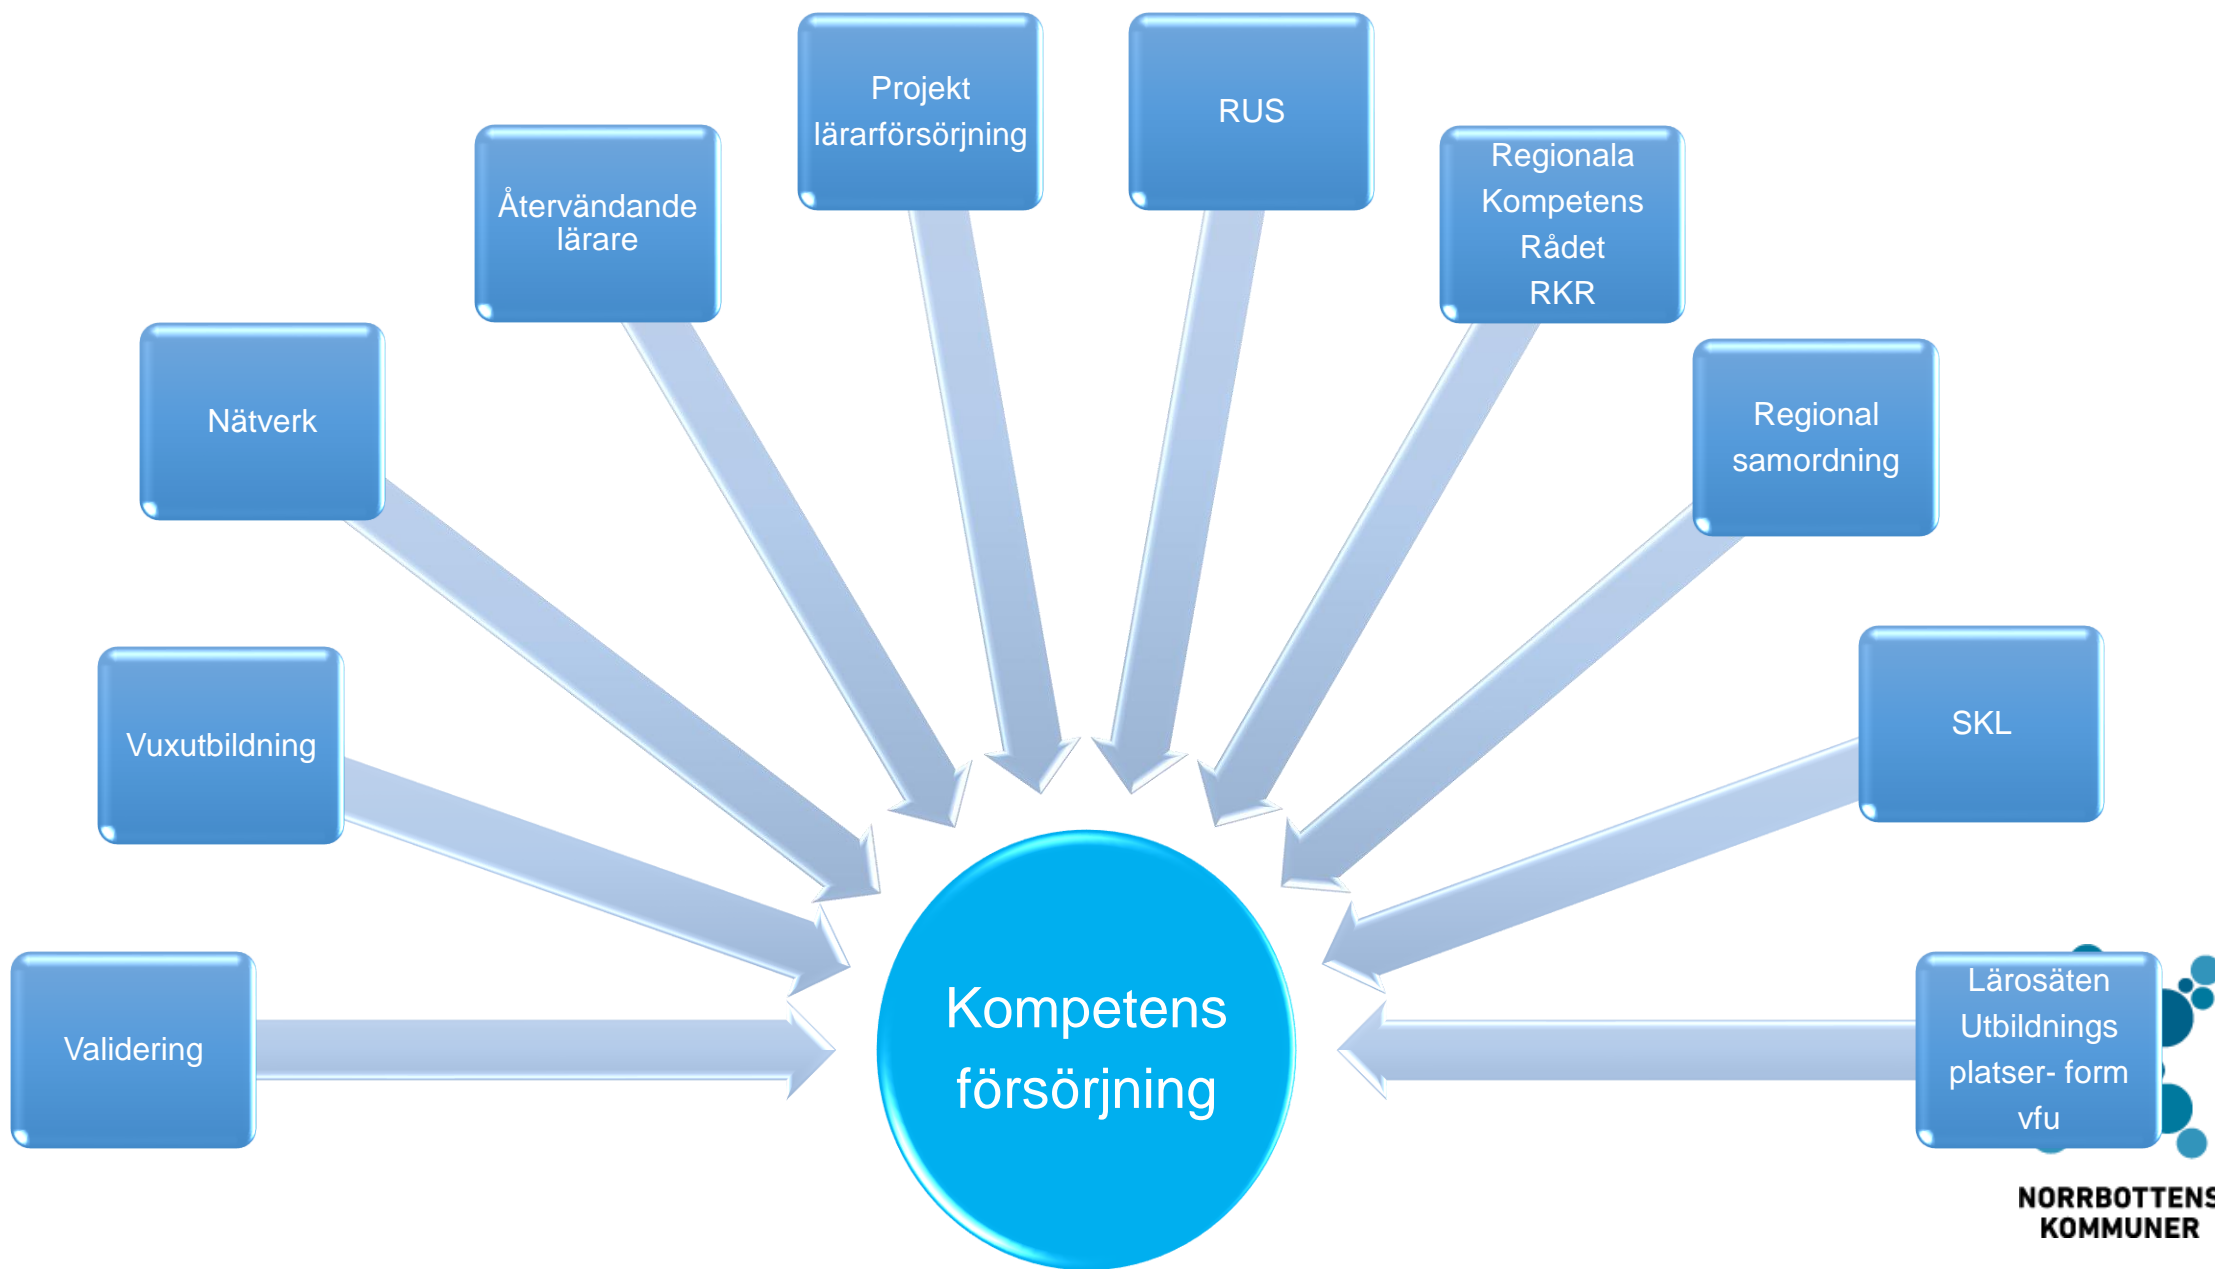 Projekt
lärarförsörjning
RUS
Återvändande
lärare
Regionala
Kompetens
Rådet
RKR
Nätverk
Regional
samordning
Vuxutbildning
SKL
Validering
Kompetens
försörjning
Lärosäten
Utbildnings
platser- form
vfu
NORRBOTTENS
KOMMUNER